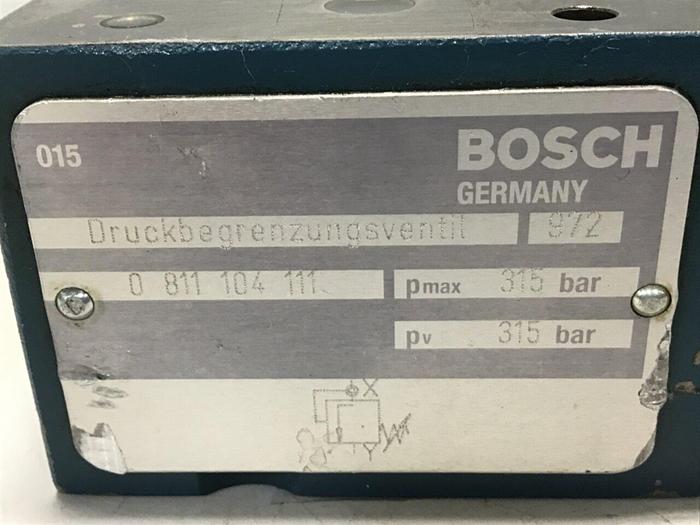 015
BOSCH
GERMANY
Druckbegrenzungsventil 972
0 811 104 111 pmax 315 bar
pv 315 bar
X
Y